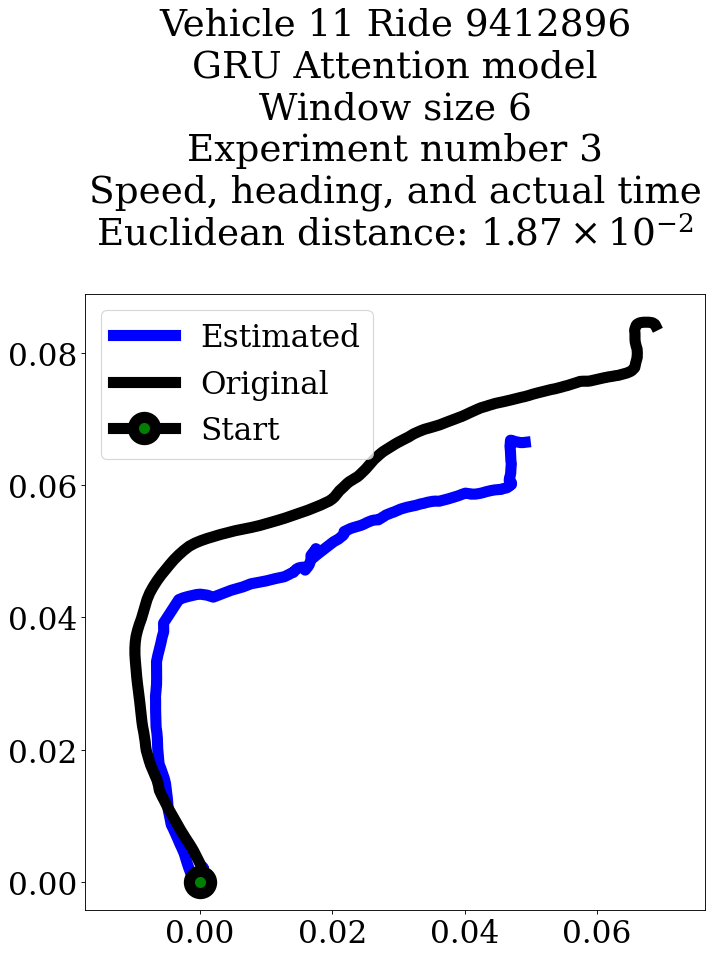 Vehicle 11 Ride 9412896
GRU Attention model
Window size 6
Experiment number 3
Speed, heading, and actual time
Euclidean distance: 1.87 × 10⁻²
Estimated
Original
Start
0.08
0.06
0.04
0.02
0.00
0.00 0.02 0.04 0.06